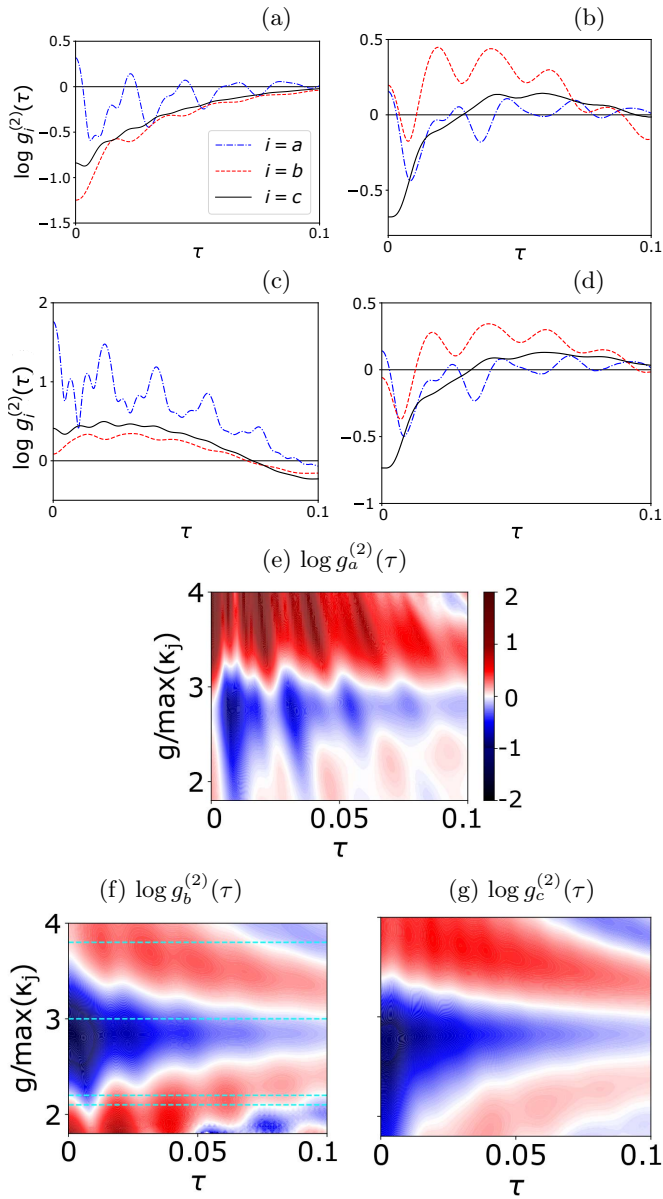 (a)
(b)
0.5
0
-0.5
-1.0
-1.5
log g_i^(2)(τ)
i = a
i = b
i = c
0
0.1
τ
0.5
0
-0.5
0
0.1
τ
(c)
(d)
2
1
0
log g_i^(2)(τ)
0
0.1
τ
0.5
0
-0.5
-1
0
0.1
τ
(e) log g_a^(2)(τ)
4
3
2
g/max(κ_j)
0
0.05
0.1
τ
2
1
0
-1
-2
(f) log g_b^(2)(τ)
(g) log g_c^(2)(τ)
4
3
2
g/max(κ_j)
0
0.05
0.1
τ
0
0.05
0.1
τ